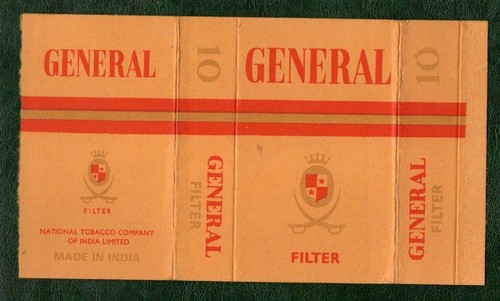 GENERAL
FILTER
NATIONAL TOBACCO COMPANY
OF INDIA LIMITED
MADE IN INDIA
10
GENERAL
FILTER
GENERAL
FILTER
10
GENERAL
FILTER